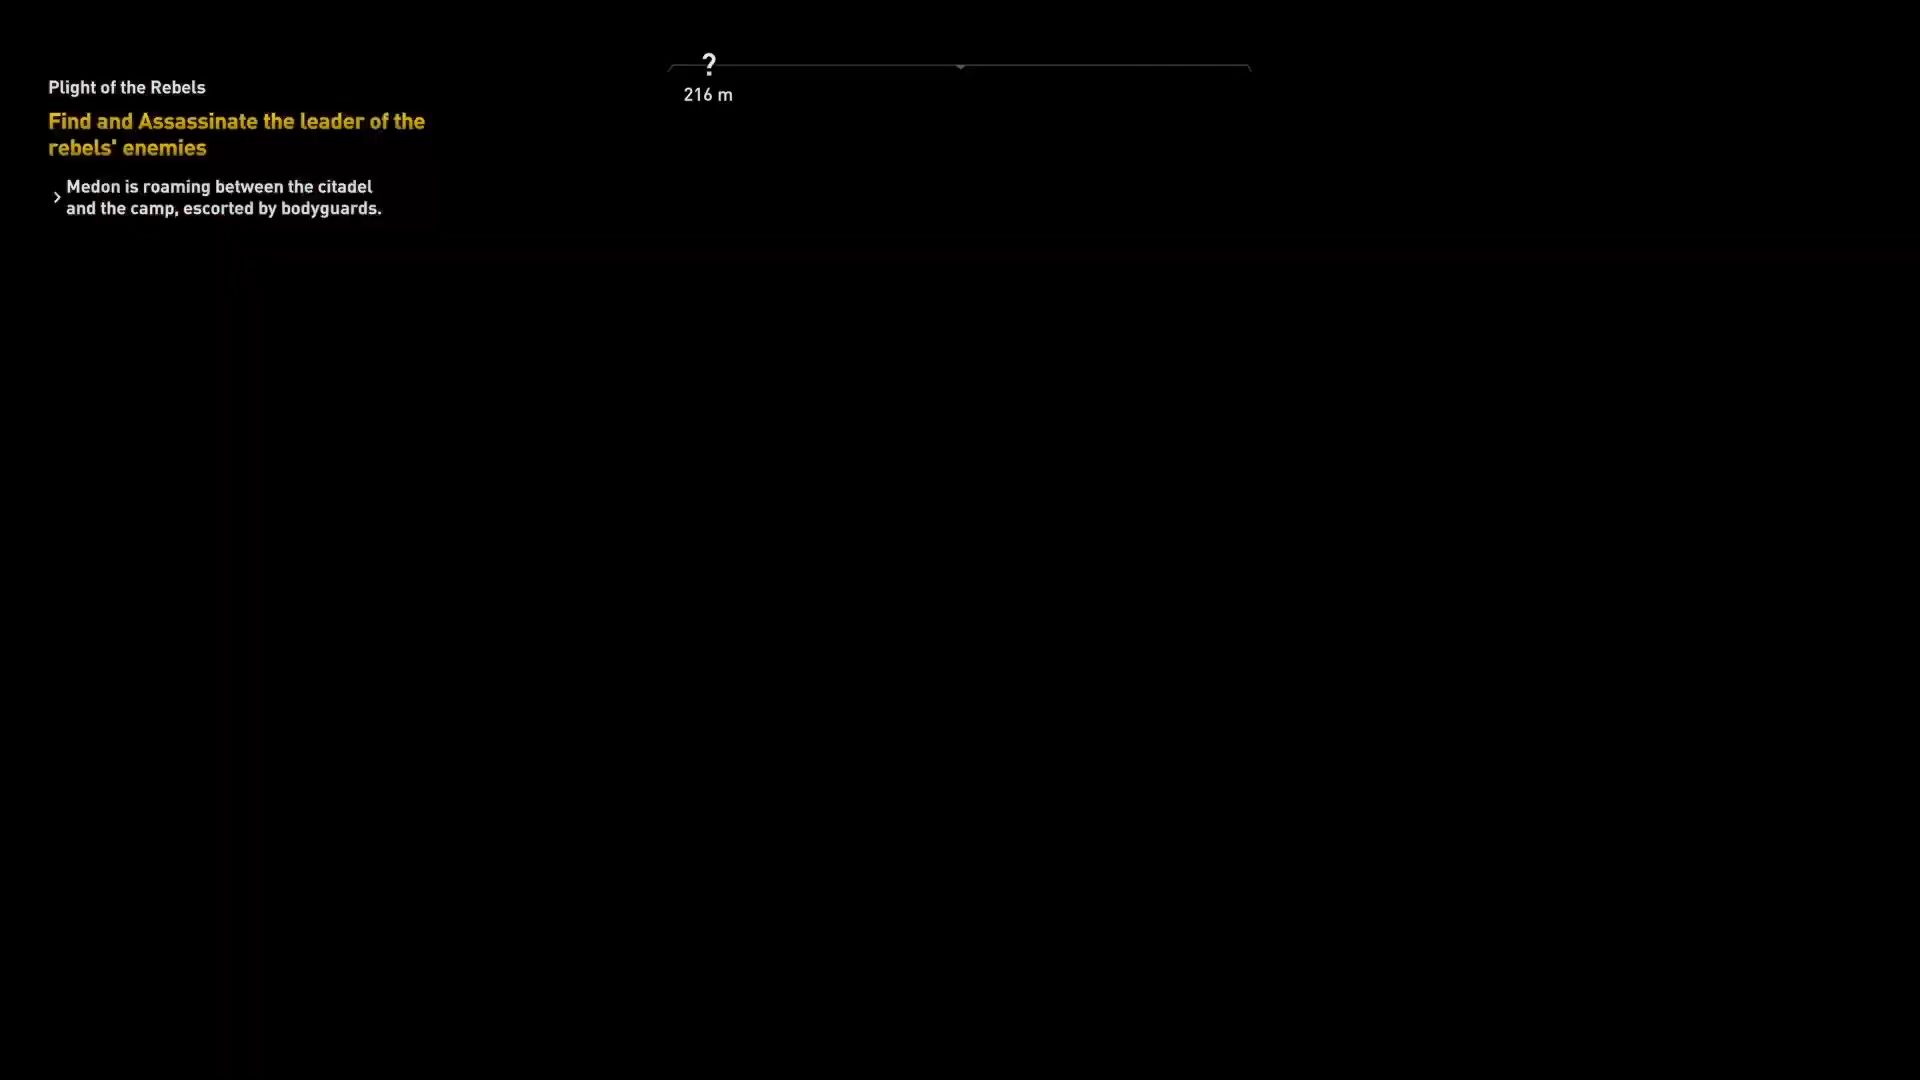 ?
216 m
Plight of the Rebels
Find and Assassinate the leader of the
rebels' enemies
> Medon is roaming between the citadel
and the camp, escorted by bodyguards.